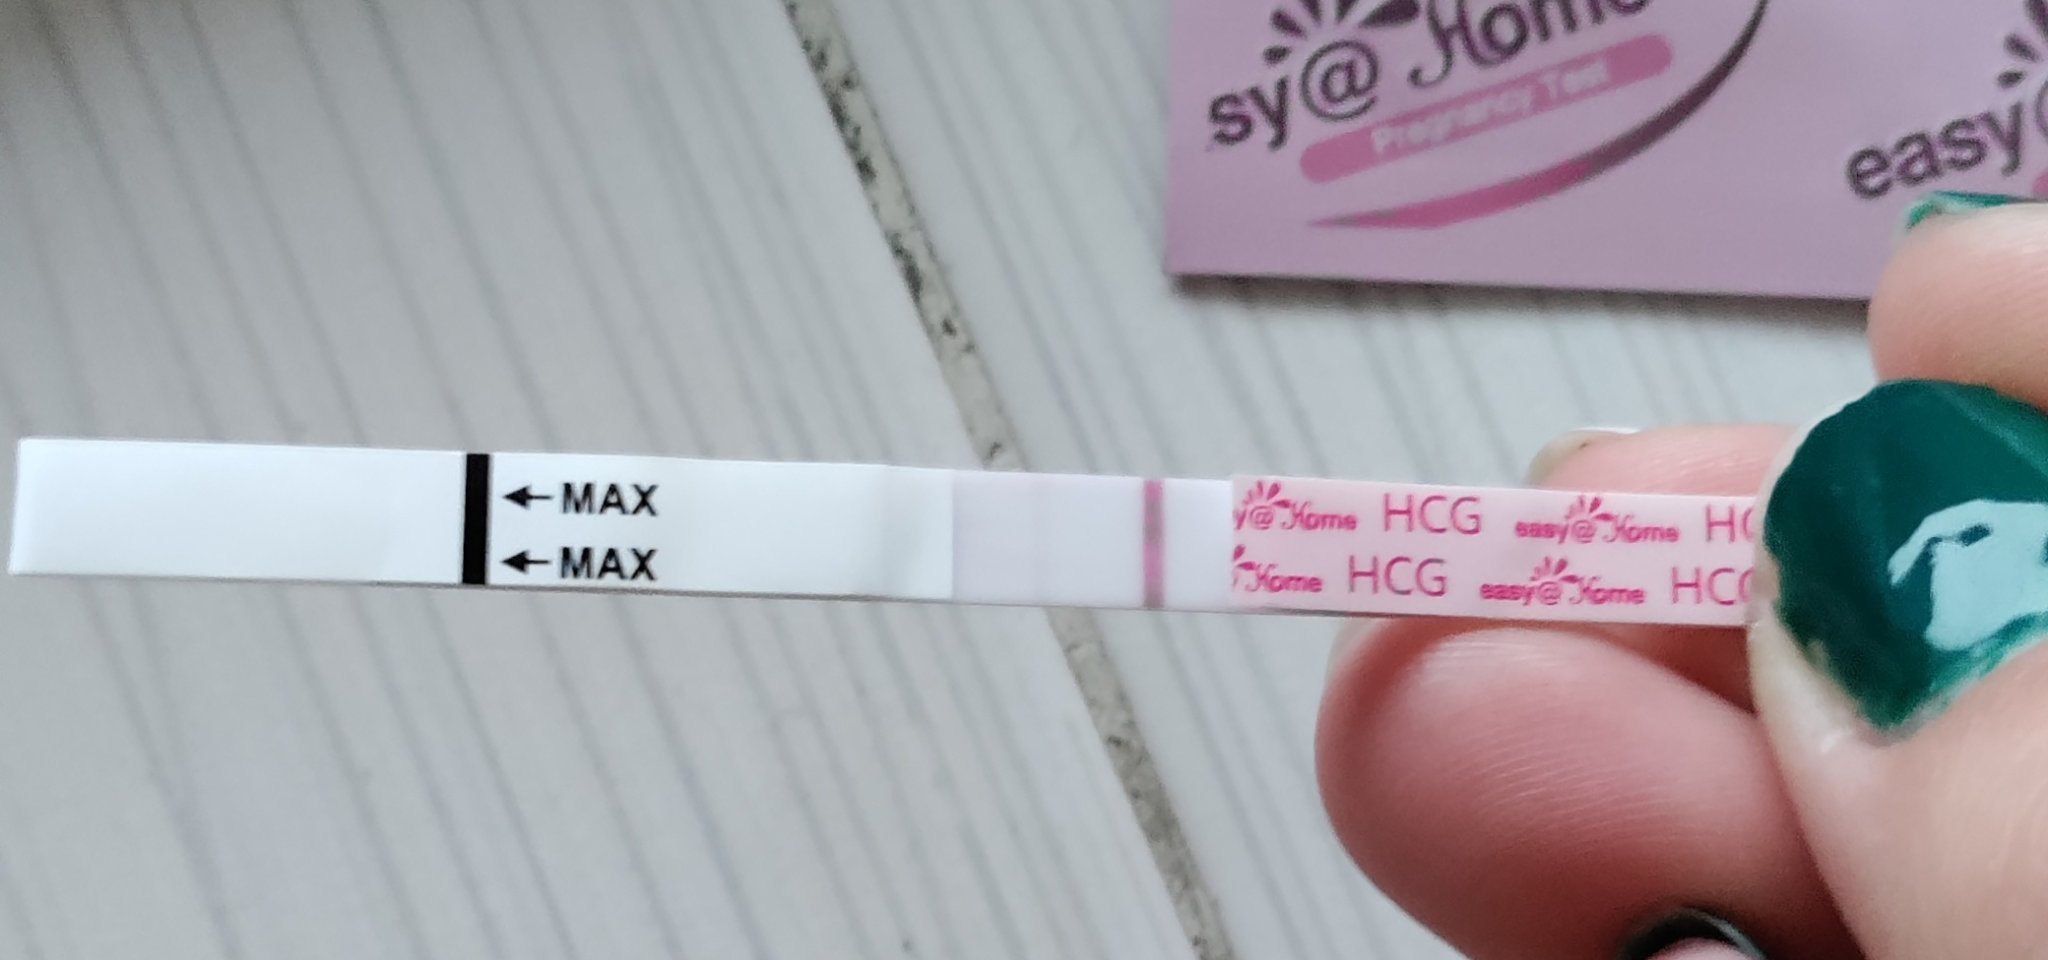 sy@Home
Pregnancy Test
easy@
←MAX
←MAX
y@Home HCG easy@Home HC
Home HCG easy@Home HCG